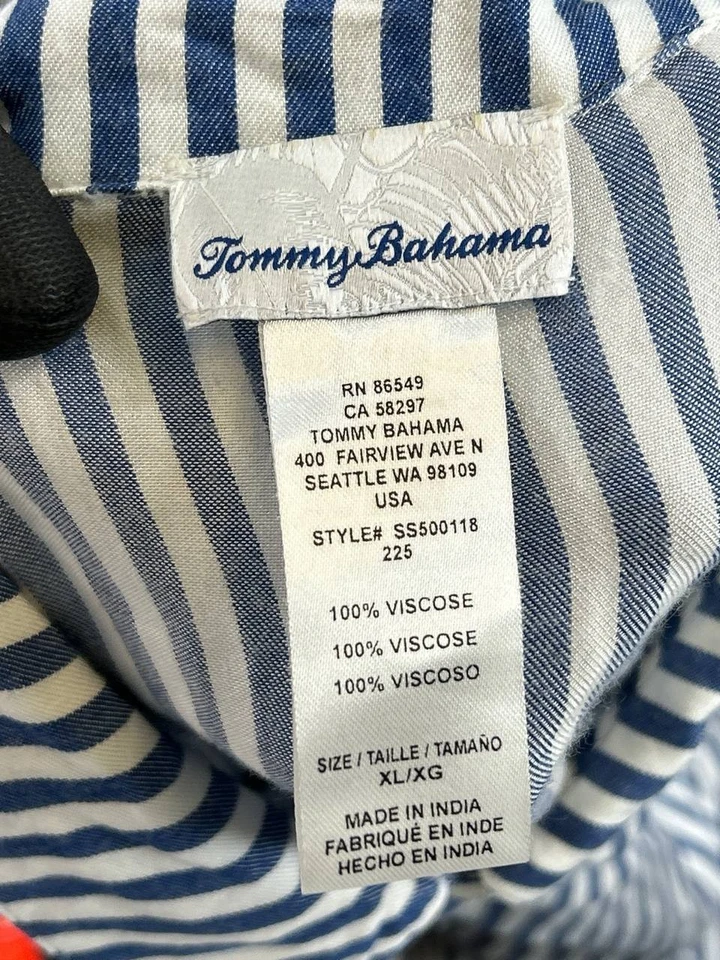 Tommy Bahama
RN 86549
CA 58297
TOMMY BAHAMA
400 FAIRVIEW AVE N
SEATTLE WA 98109
USA
STYLE# SS500118
225
100% VISCOSE
100% VISCOSE
100% VISCOSO
SIZE / TAILLE / TAMAÑO
XL/XG
MADE IN INDIA
FABRIQUÉ EN INDE
HECHO EN INDIA